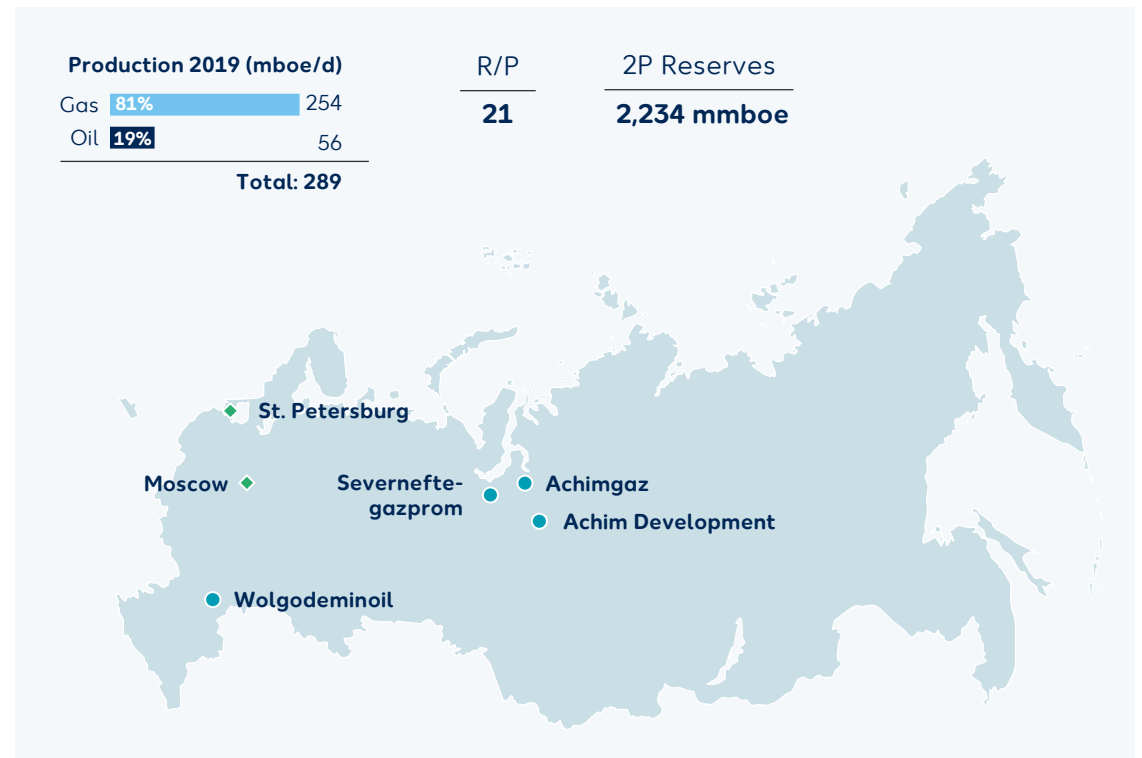 Production 2019 (mboe/d)
Gas 81% 254
Oil 19% 56
Total: 289
R/P
21
2P Reserves
2,234 mmboe
St. Petersburg
Moscow
Severnefte-
gazprom
Achimgaz
Achim Development
Wolgodeminoil